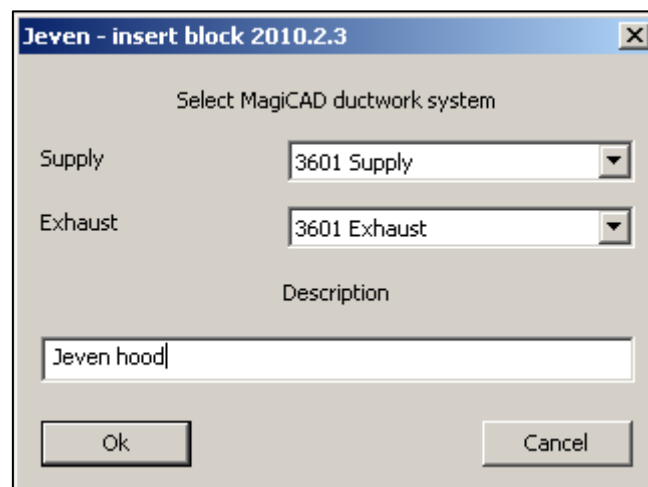 Jeven - insert block 2010.2.3
Select MagiCAD ductwork system
Supply 3601 Supply
Exhaust 3601 Exhaust
Description
Jeven hood
Ok Cancel